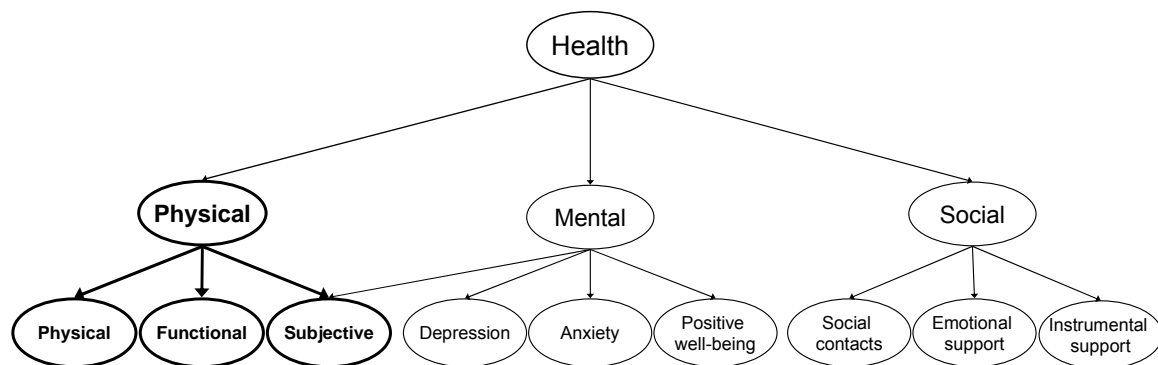 Health
Physical
Mental
Social
Physical
Functional
Subjective
Depression
Anxiety
Positive
well-being
Social
contacts
Emotional
support
Instrumental
support